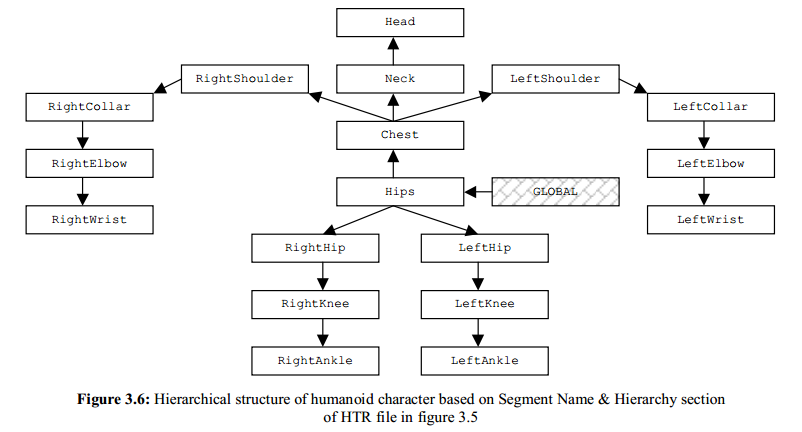 Head
RightShoulder
Neck
LeftShoulder
RightCollar
LeftCollar
Chest
RightElbow
LeftElbow
Hips
GLOBAL
RightWrist
LeftWrist
RightHip
LeftHip
RightKnee
LeftKnee
RightAnkle
LeftAnkle
Figure 3.6: Hierarchical structure of humanoid character based on Segment Name & Hierarchy section
of HTR file in figure 3.5